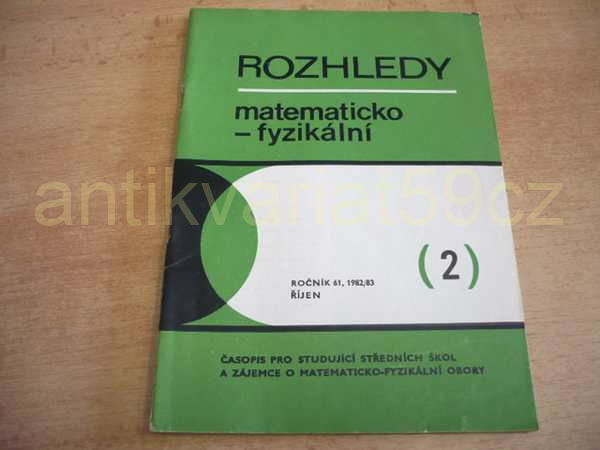 ROZHLEDY
matematicko
– fyzikální
antikvariat59cz
(2)
ROČNÍK 61, 1982/83
ŘÍJEN
ČASOPIS PRO STUDUJÍCÍ STŘEDNÍCH ŠKOL
A ZÁJEMCE O MATEMATICKO-FYZIKÁLNÍ OBORY